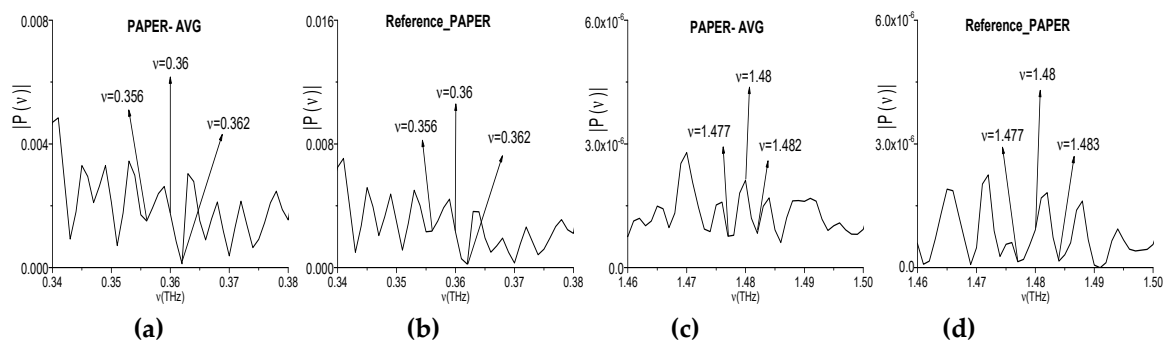 PAPER- AVG
|P(ν)|
0.008
0.004
0.000
ν=0.356
ν=0.36
ν=0.362
0.34 0.35 0.36 0.37 0.38
ν(THz)
(a)
Reference_PAPER
|P(ν)|
0.016
0.008
0.000
ν=0.356
ν=0.36
ν=0.362
0.34 0.35 0.36 0.37 0.38
ν(THz)
(b)
PAPER- AVG
|P(ν)|
6.0x10⁻⁶
3.0x10⁻⁶
0.0
ν=1.477
ν=1.48
ν=1.482
1.46 1.47 1.48 1.49 1.50
ν(THz)
(c)
Reference_PAPER
|P(ν)|
6.0x10⁻⁶
3.0x10⁻⁶
0.0
ν=1.477
ν=1.48
ν=1.483
1.46 1.47 1.48 1.49 1.50
ν(THz)
(d)